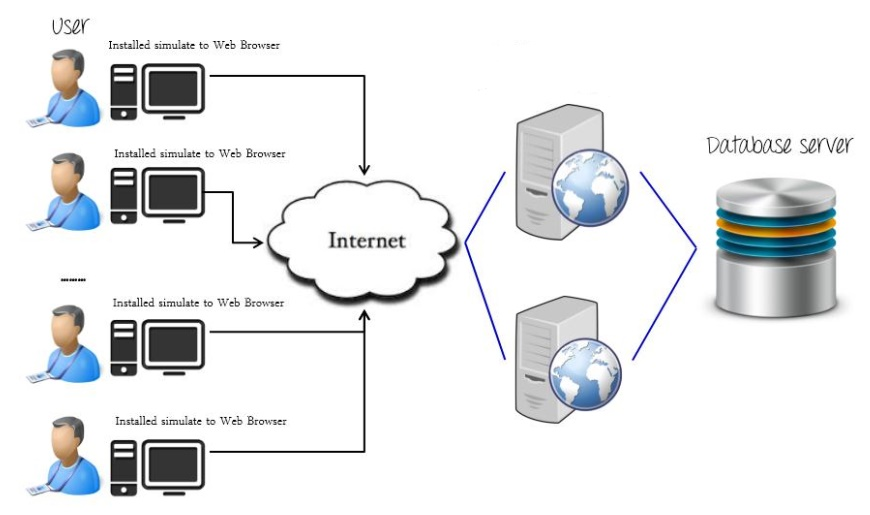 User
Installed simulate to Web Browser
Installed simulate to Web Browser
Database server
Internet
.........
Installed simulate to Web Browser
Installed simulate to Web Browser